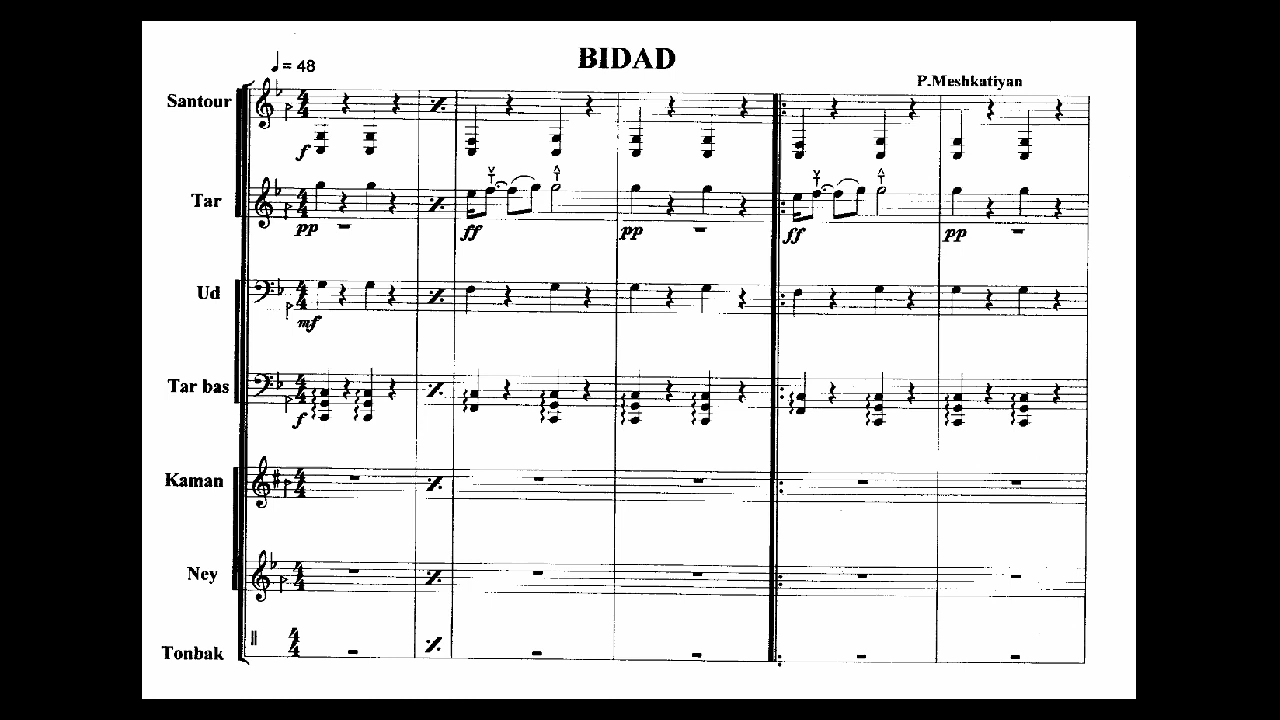 BIDAD
♩= 48
P.Meshkatiyan
Santour
f
Tar
pp ff pp ff pp
Ud
mf
Tar bas
f
Kaman
Ney
Tonbak